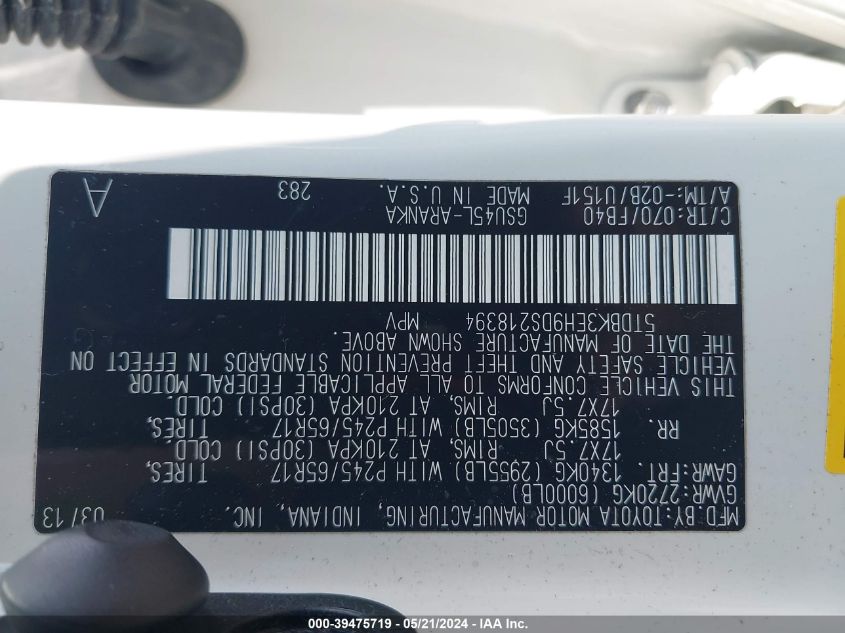 MFD.BY:TOYOTA MOTOR MANUFACTURING, INDIANA, INC. 03/13
GVWR:2720KG (6000LB)
GAWR:FRT. 1340KG (2955LB) WITH P245/65R17 TIRES,
17X7.5J RIMS, AT 210KPA (30PSI) COLD
RR. 1585KG (3505LB) WITH P245/65R17 TIRES,
17X7.5J RIMS, AT 210KPA (30PSI) COLD.
THIS VEHICLE CONFORMS TO ALL APPLICABLE FEDERAL MOTOR
VEHICLE SAFETY AND THEFT PREVENTION STANDARDS IN EFFECT ON
THE DATE OF MANUFACTURE SHOWN ABOVE.
5TDBK3EH9DS218394 MPV
C/TR:070/FB40 GSU45L-ARANKA 283
A/TM:-02B/U151F MADE IN U.S.A. A
000-39475719 - 05/21/2024 - IAA Inc.